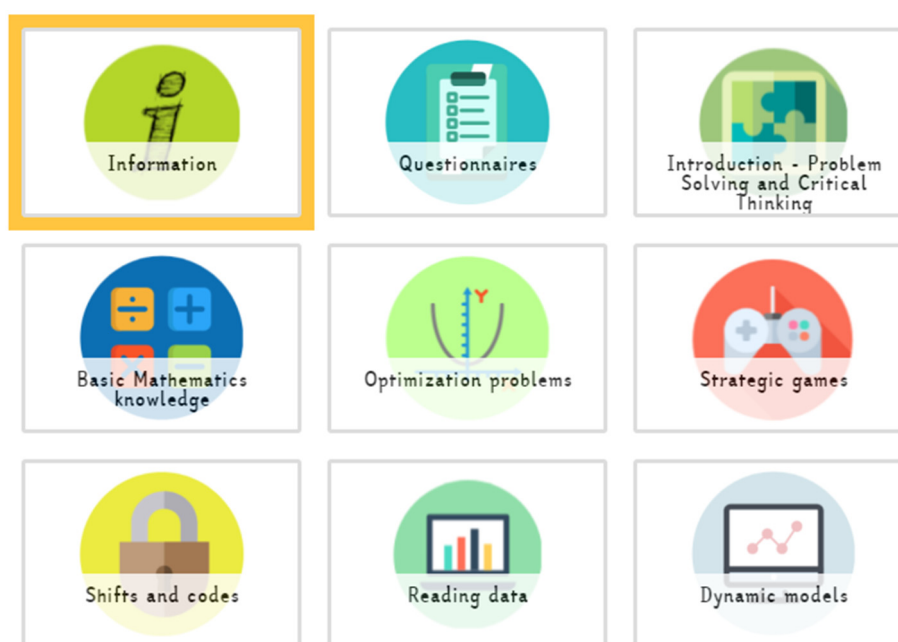 Information
Questionnaires
Introduction - Problem
Solving and Critical
Thinking
Basic Mathematics
knowledge
Y
Optimization problems
Strategic games
Shifts and codes
Reading data
Dynamic models